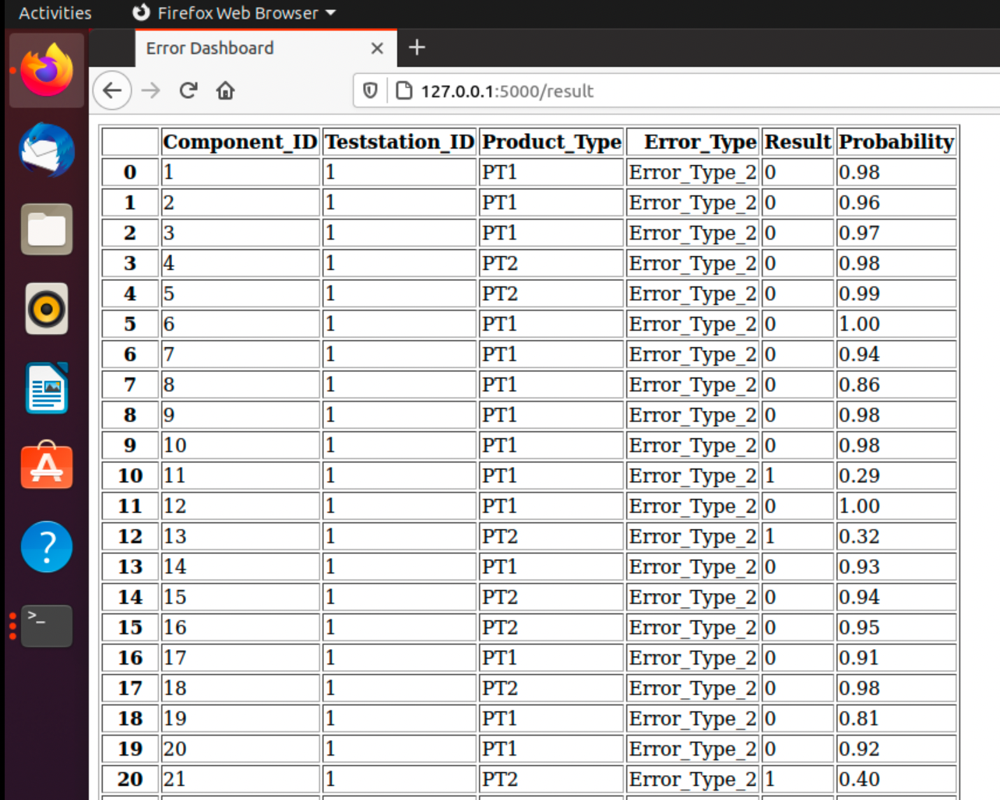 Activities Firefox Web Browser
Error Dashboard
127.0.0.1:5000/result
Component_ID Teststation_ID Product_Type Error_Type Result Probability
0 1 1 PT1 Error_Type_2 0 0.98
1 2 1 PT1 Error_Type_2 0 0.96
2 3 1 PT1 Error_Type_2 0 0.97
3 4 1 PT2 Error_Type_2 0 0.98
4 5 1 PT2 Error_Type_2 0 0.99
5 6 1 PT1 Error_Type_2 0 1.00
6 7 1 PT1 Error_Type_2 0 0.94
7 8 1 PT1 Error_Type_2 0 0.86
8 9 1 PT1 Error_Type_2 0 0.98
9 10 1 PT1 Error_Type_2 0 0.98
10 11 1 PT1 Error_Type_2 1 0.29
11 12 1 PT1 Error_Type_2 0 1.00
12 13 1 PT2 Error_Type_2 1 0.32
13 14 1 PT1 Error_Type_2 0 0.93
14 15 1 PT2 Error_Type_2 0 0.94
15 16 1 PT2 Error_Type_2 0 0.95
16 17 1 PT1 Error_Type_2 0 0.91
17 18 1 PT2 Error_Type_2 0 0.98
18 19 1 PT1 Error_Type_2 0 0.81
19 20 1 PT1 Error_Type_2 0 0.92
20 21 1 PT2 Error_Type_2 1 0.40